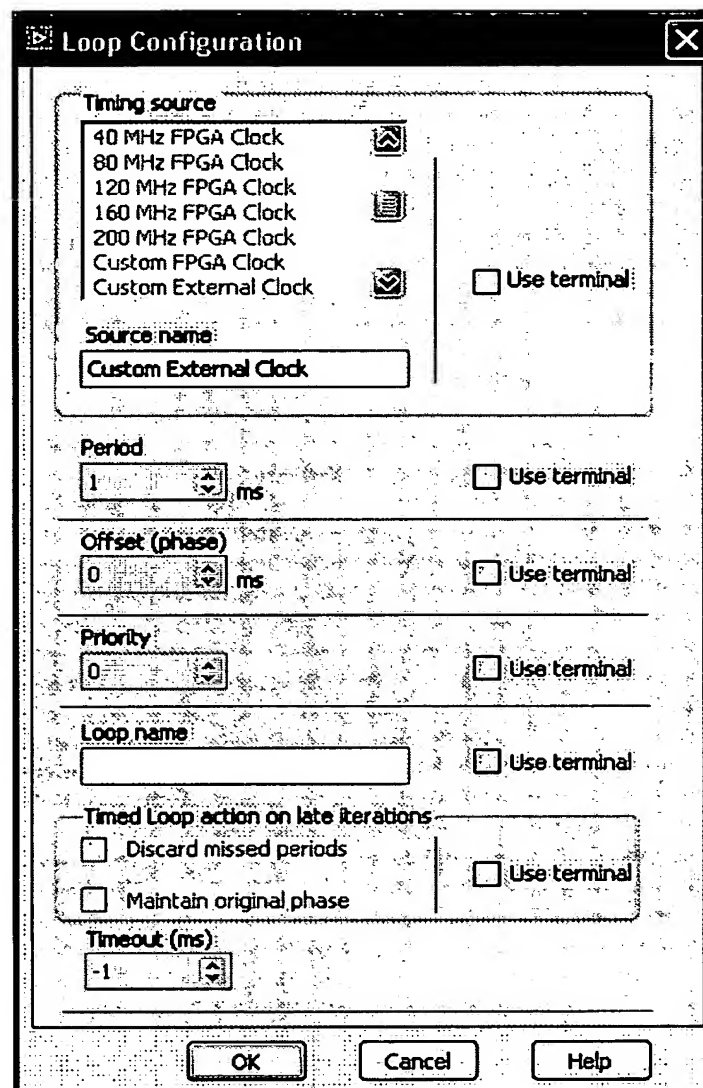 Loop Configuration
Timing source
40 MHz FPGA Clock
80 MHz FPGA Clock
120 MHz FPGA Clock
160 MHz FPGA Clock
200 MHz FPGA Clock
Custom FPGA Clock
Custom External Clock
Use terminal
Source name
Custom External Clock
Period
1 ms
Use terminal
Offset (phase)
0 ms
Use terminal
Priority
0
Use terminal
Loop name
Use terminal
Timed Loop action on late iterations
Discard missed periods
Use terminal
Maintain original phase
Timeout (ms)
-1
OK Cancel Help